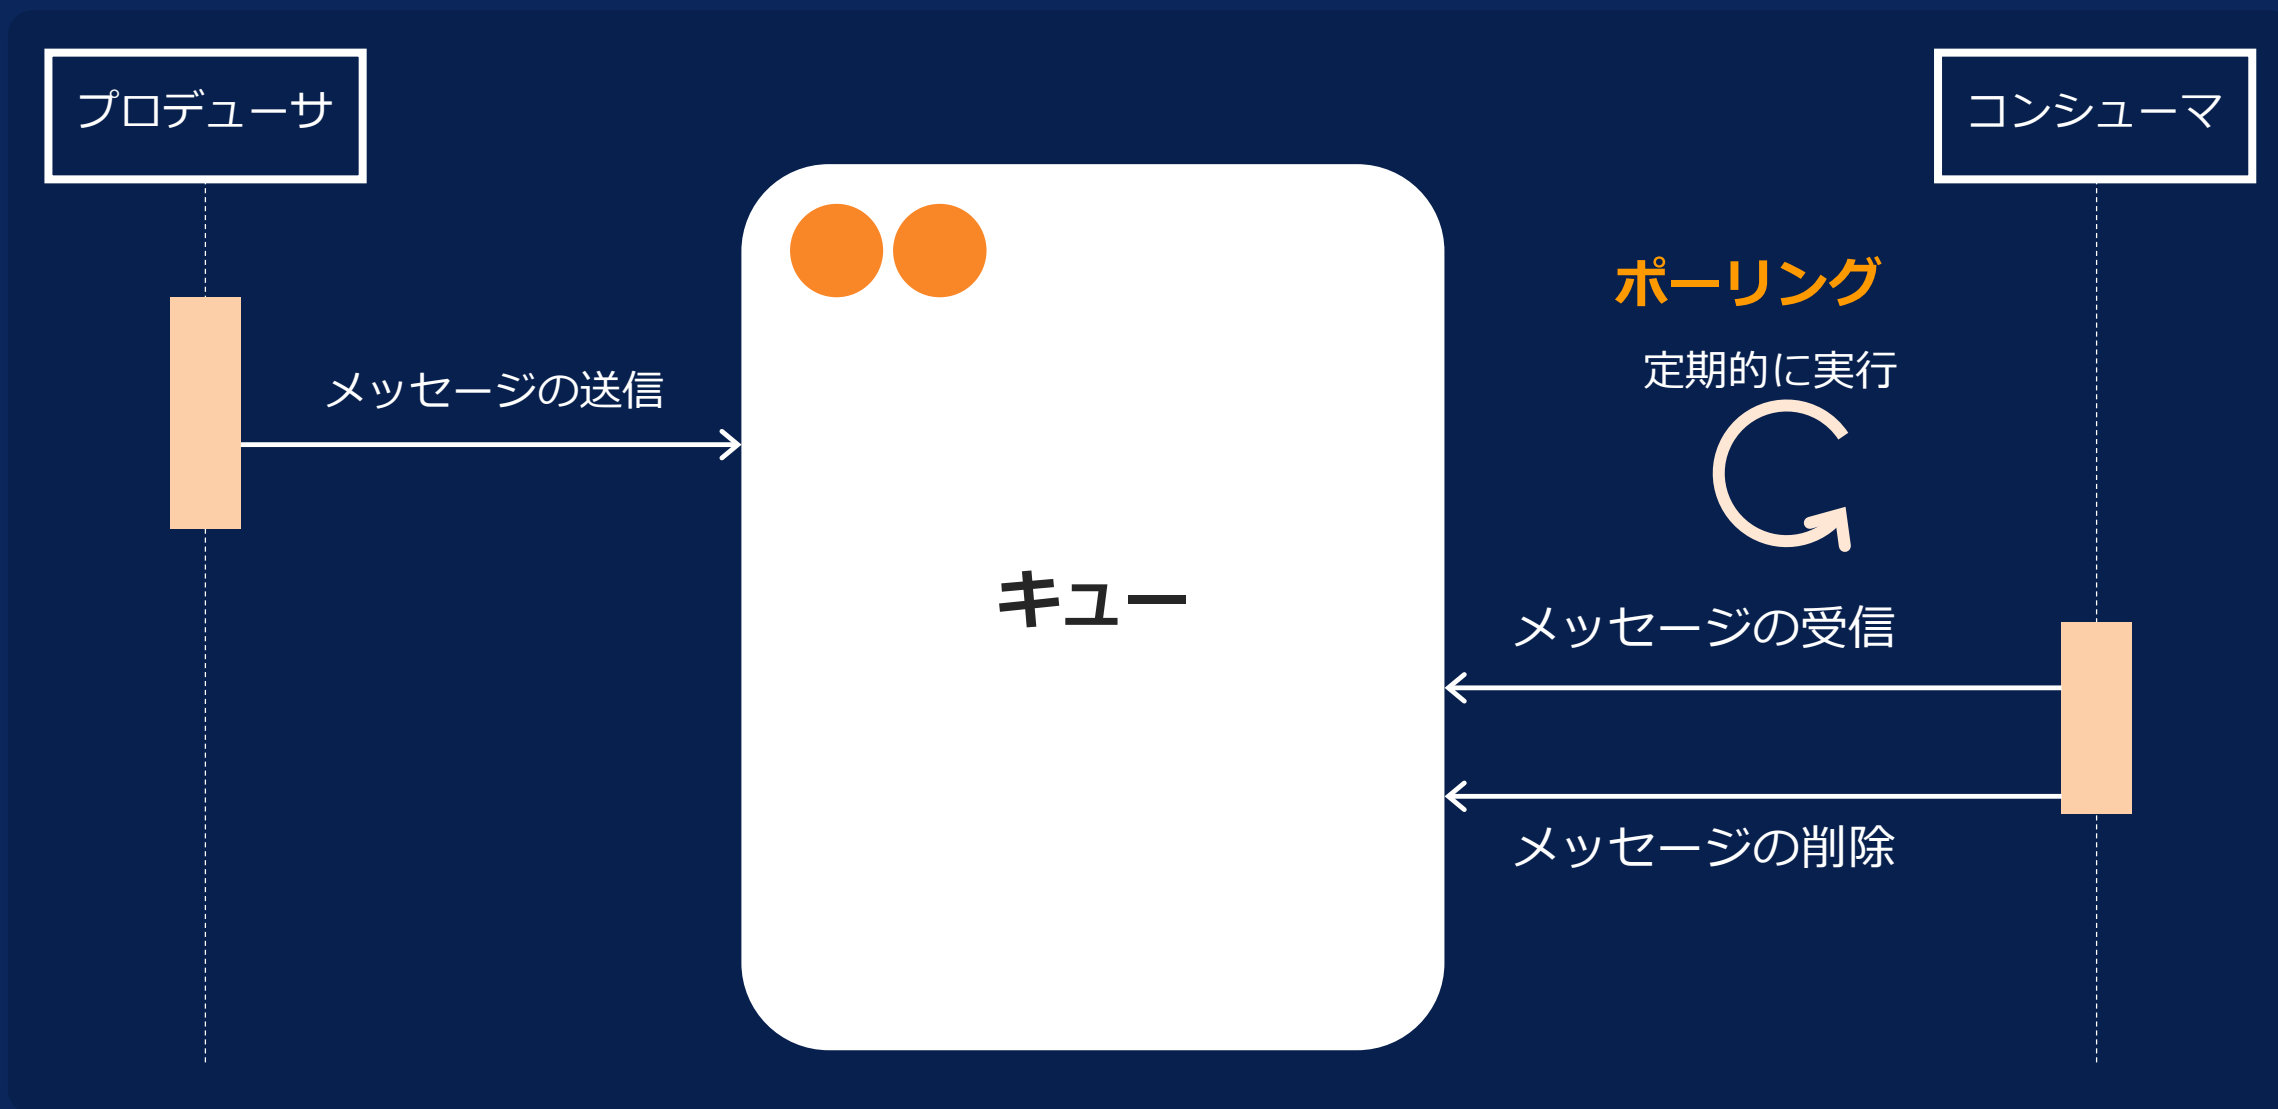 プロデューサ
コンシューマ
ポーリング
定期的に実行
メッセージの送信
キュー
メッセージの受信
メッセージの削除